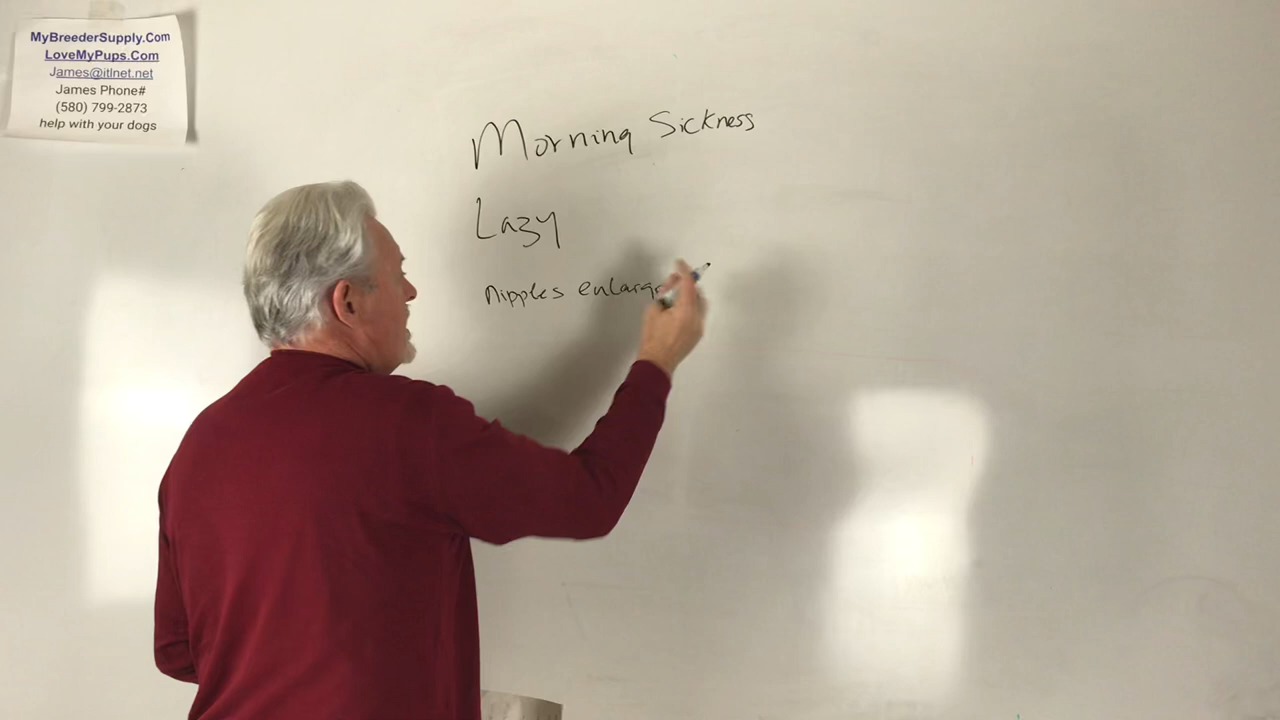 MyBreederSupply.Com
LoveMyPups.Com
James@itlnet.net
James Phone#
(580) 799-2873
help with your dogs
Morning Sickness
Lazy
nipples enlarge